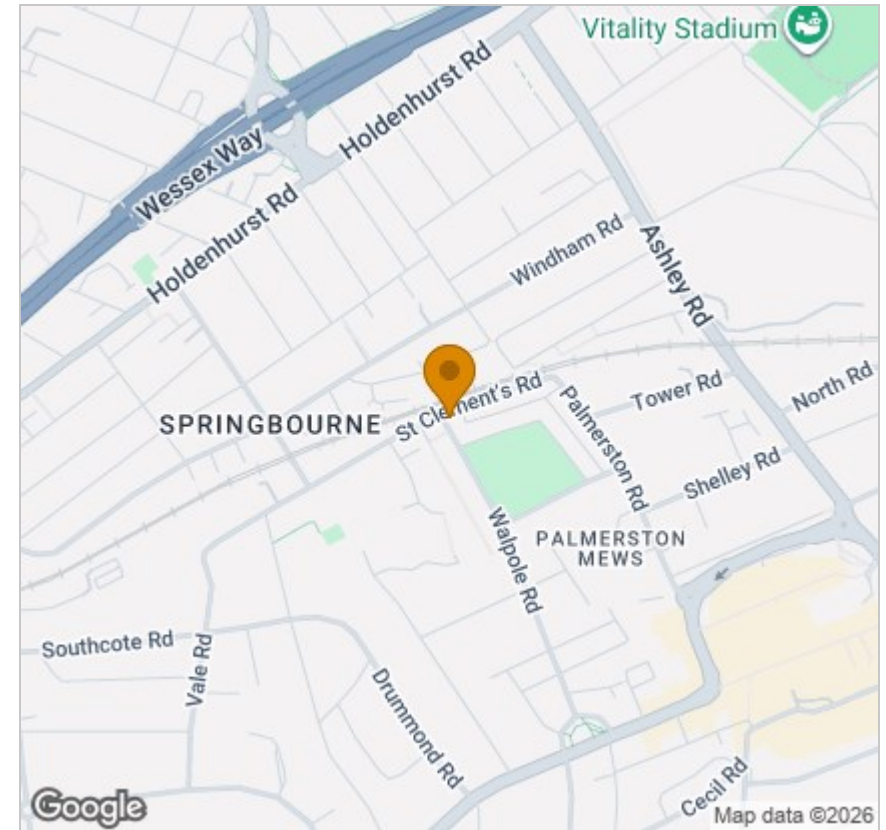 Vitality Stadium
Holdenhurst Rd
Wessex Way
Holdenhurst Rd
Windham Rd
Ashley Rd
St Clement's Rd
Tower Rd
North Rd
SPRINGBOURNE
Palmerston Rd
Shelley Rd
Walpole Rd
PALMERSTON
MEWS
Southcote Rd
Vale Rd
Drummond Rd
Cecil Rd
Google
Map data ©2026